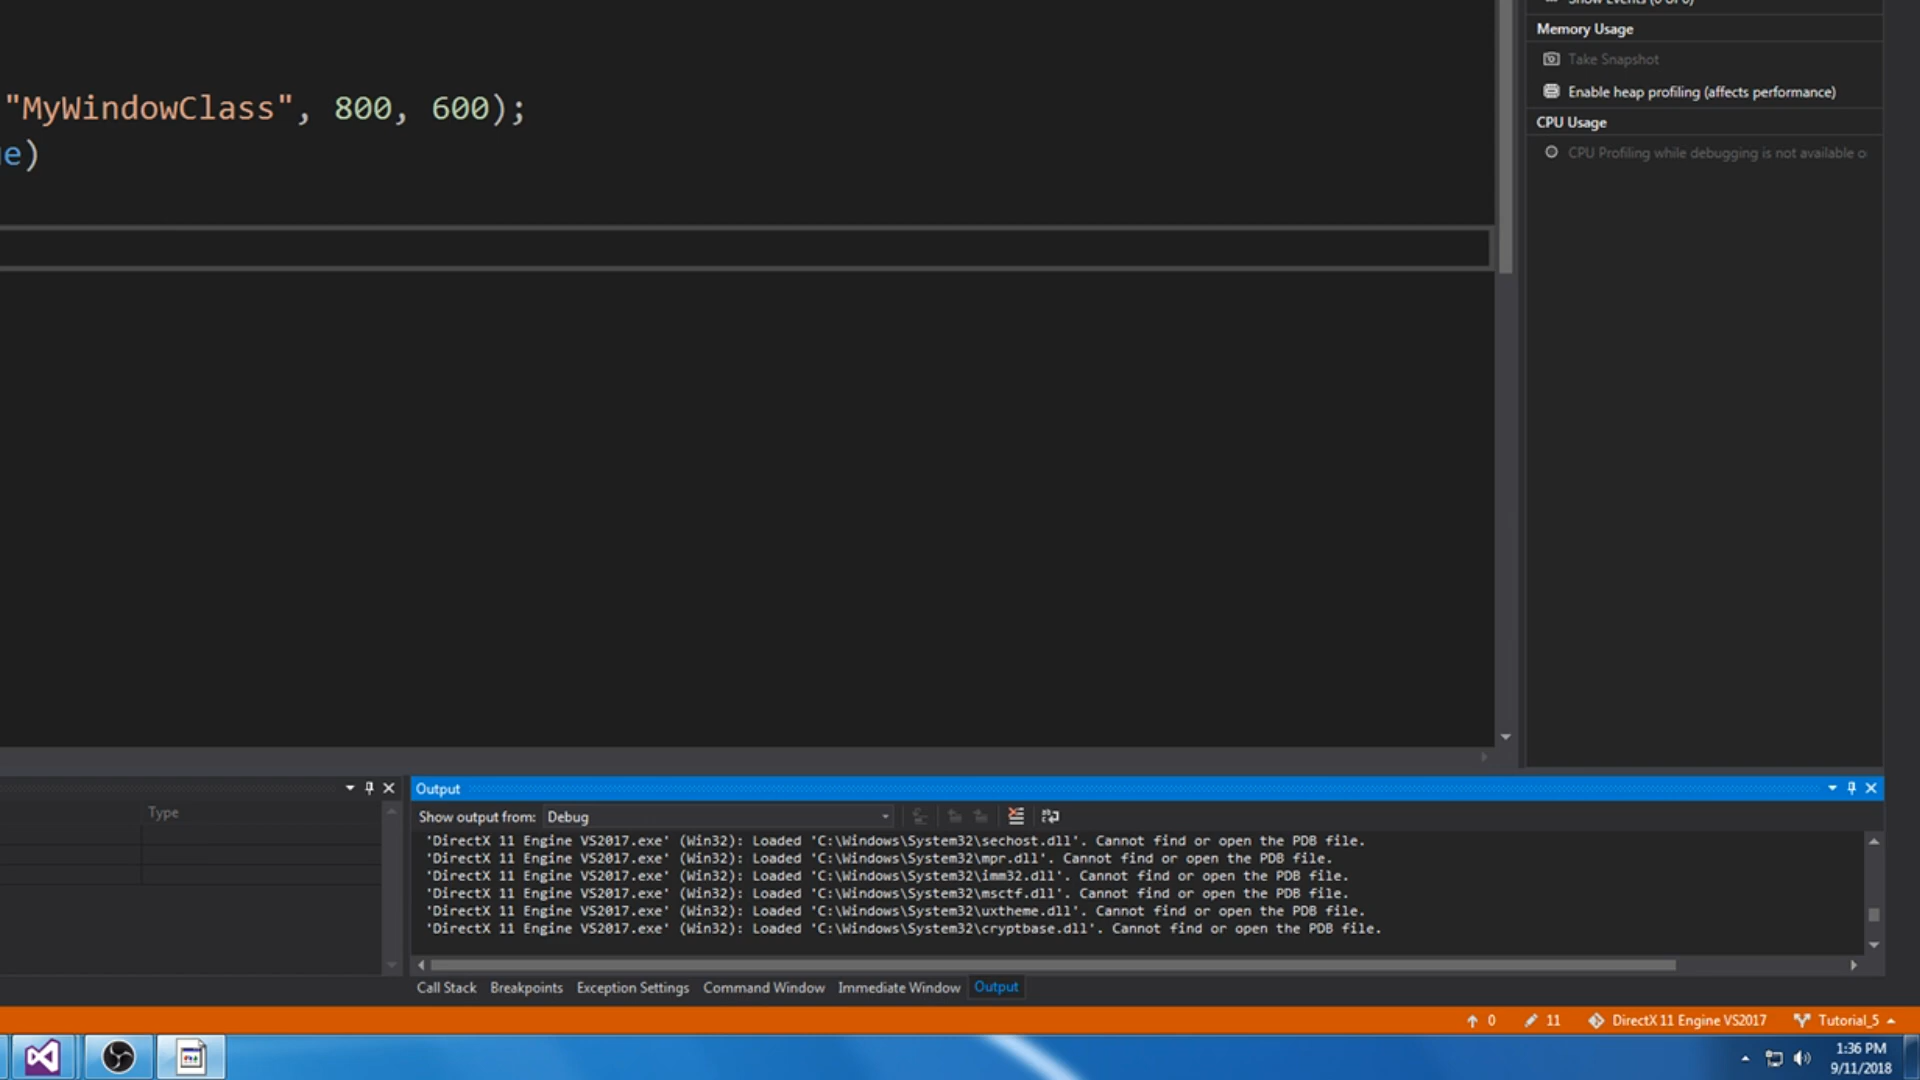 Show Events (0 of 0)
Memory Usage
Take Snapshot
Enable heap profiling (affects performance)
CPU Usage
CPU Profiling while debugging is not available o
"MyWindowClass", 800, 600);
e)
Type
Output
Show output from: Debug
'DirectX 11 Engine VS2017.exe' (Win32): Loaded 'C:\Windows\System32\sechost.dll'. Cannot find or open the PDB file.
'DirectX 11 Engine VS2017.exe' (Win32): Loaded 'C:\Windows\System32\mpr.dll'. Cannot find or open the PDB file.
'DirectX 11 Engine VS2017.exe' (Win32): Loaded 'C:\Windows\System32\imm32.dll'. Cannot find or open the PDB file.
'DirectX 11 Engine VS2017.exe' (Win32): Loaded 'C:\Windows\System32\msctf.dll'. Cannot find or open the PDB file.
'DirectX 11 Engine VS2017.exe' (Win32): Loaded 'C:\Windows\System32\uxtheme.dll'. Cannot find or open the PDB file.
'DirectX 11 Engine VS2017.exe' (Win32): Loaded 'C:\Windows\System32\cryptbase.dll'. Cannot find or open the PDB file.
Call Stack Breakpoints Exception Settings Command Window Immediate Window Output
0 11 DirectX 11 Engine VS2017 Tutorial_5
1:36 PM
9/11/2018